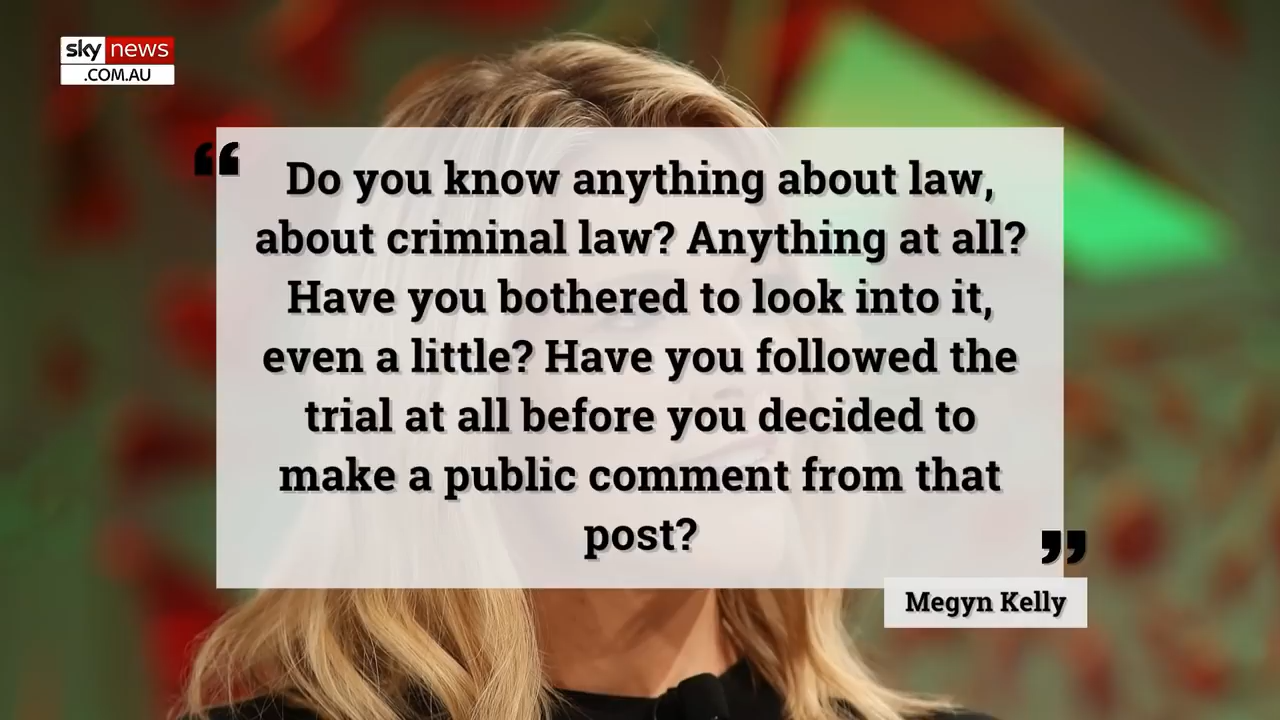 sky news
.COM.AU
“ Do you know anything about law,
about criminal law? Anything at all?
Have you bothered to look into it,
even a little? Have you followed the
trial at all before you decided to
make a public comment from that
post? ”
Megyn Kelly